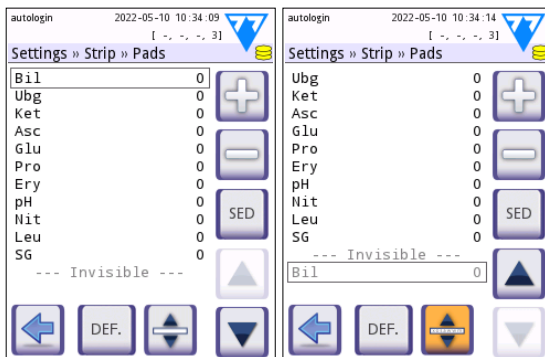 autologin 2022-05-10 10:34:09
[ -, -, -, 3]
Settings » Strip » Pads
Bil 0
Ubg 0
Ket 0
Asc 0
Glu 0
Pro 0
Ery 0
pH 0
Nit 0
Leu 0
SG 0
--- Invisible ---
SED
DEF.
autologin 2022-05-10 10:34:14
[ -, -, -, 3]
Settings » Strip » Pads
Ubg 0
Ket 0
Asc 0
Glu 0
Pro 0
Ery 0
pH 0
Nit 0
Leu 0
SG 0
--- Invisible ---
Bil 0
SED
DEF.